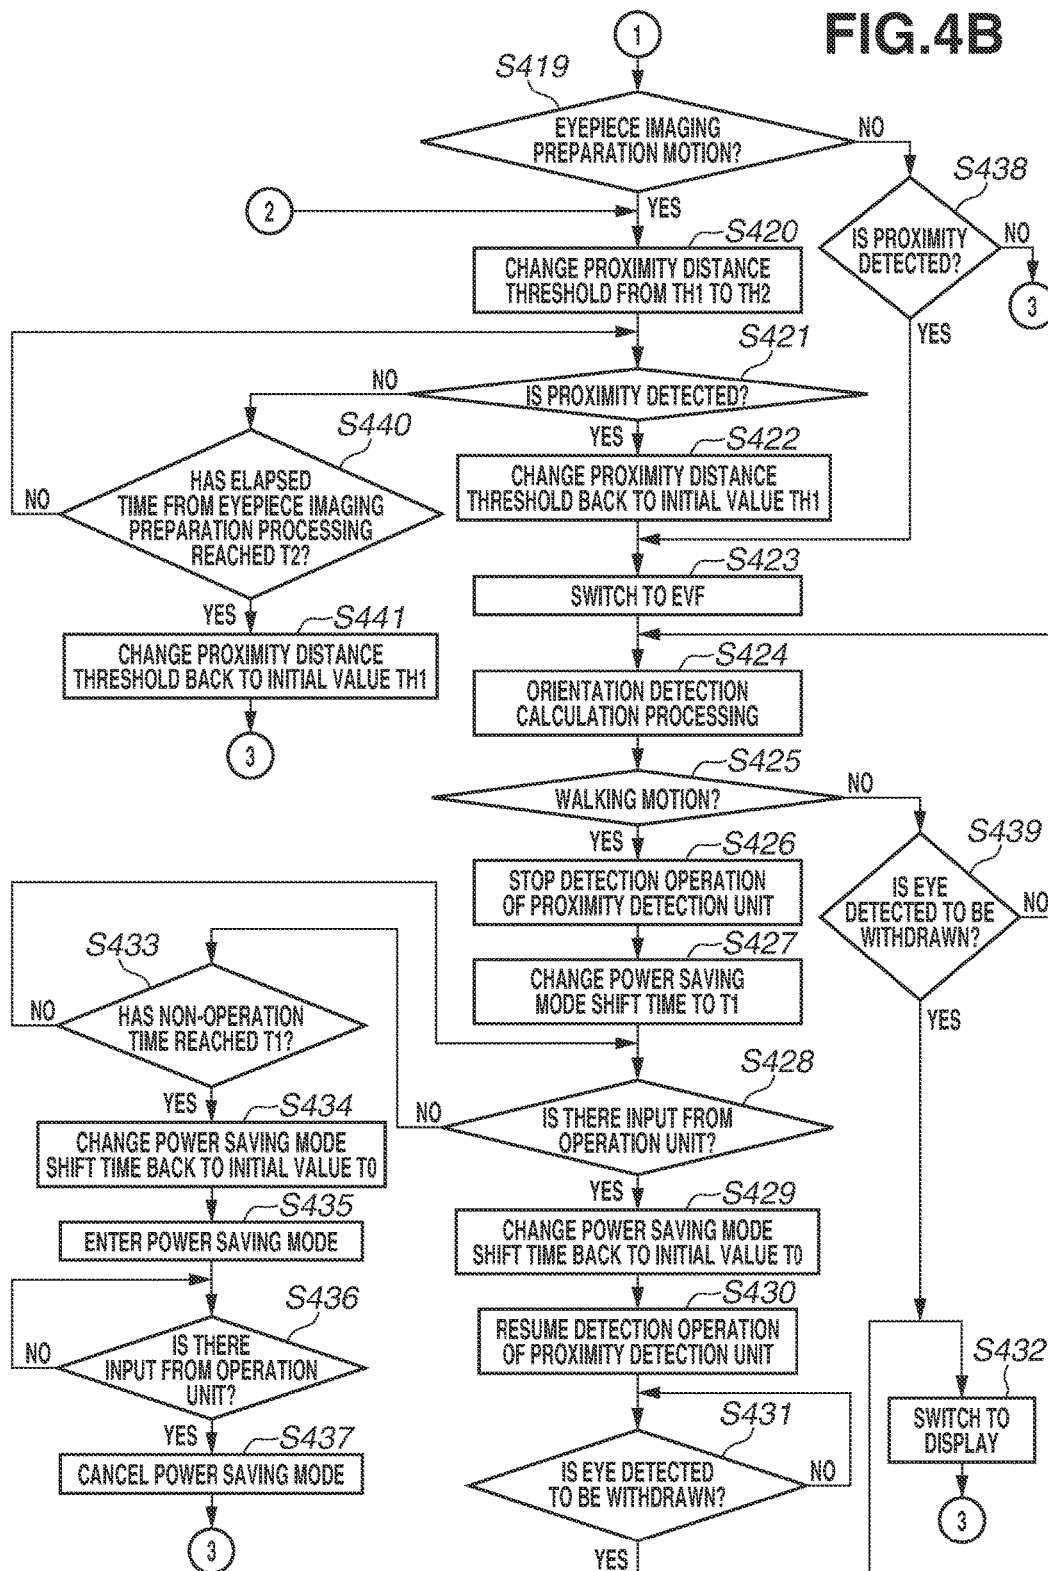 FIG.4B
1
S419
EYEPIECE IMAGING
PREPARATION MOTION?
NO
YES
2
S438
IS PROXIMITY
DETECTED?
NO
3
YES
S420
CHANGE PROXIMITY DISTANCE
THRESHOLD FROM TH1 TO TH2
S421
IS PROXIMITY DETECTED?
NO
YES
S440
HAS ELAPSED
TIME FROM EYEPIECE IMAGING
PREPARATION PROCESSING
REACHED T2?
NO
YES
S422
CHANGE PROXIMITY DISTANCE
THRESHOLD BACK TO INITIAL VALUE TH1
S423
SWITCH TO EVF
S441
CHANGE PROXIMITY DISTANCE
THRESHOLD BACK TO INITIAL VALUE TH1
3
S424
ORIENTATION DETECTION
CALCULATION PROCESSING
S425
WALKING MOTION?
NO
YES
S426
STOP DETECTION OPERATION
OF PROXIMITY DETECTION UNIT
S439
IS EYE
DETECTED TO BE
WITHDRAWN?
NO
YES
S427
CHANGE POWER SAVING
MODE SHIFT TIME TO T1
S433
HAS NON-OPERATION
TIME REACHED T1?
NO
YES
S428
IS THERE INPUT FROM
OPERATION UNIT?
NO
YES
S434
CHANGE POWER SAVING MODE
SHIFT TIME BACK TO INITIAL VALUE T0
S429
CHANGE POWER SAVING MODE
SHIFT TIME BACK TO INITIAL VALUE T0
S435
ENTER POWER SAVING MODE
S430
RESUME DETECTION OPERATION
OF PROXIMITY DETECTION UNIT
S436
IS THERE
INPUT FROM OPERATION
UNIT?
NO
YES
S432
SWITCH TO
DISPLAY
3
S431
IS EYE DETECTED
TO BE WITHDRAWN?
NO
YES
S437
CANCEL POWER SAVING MODE
3